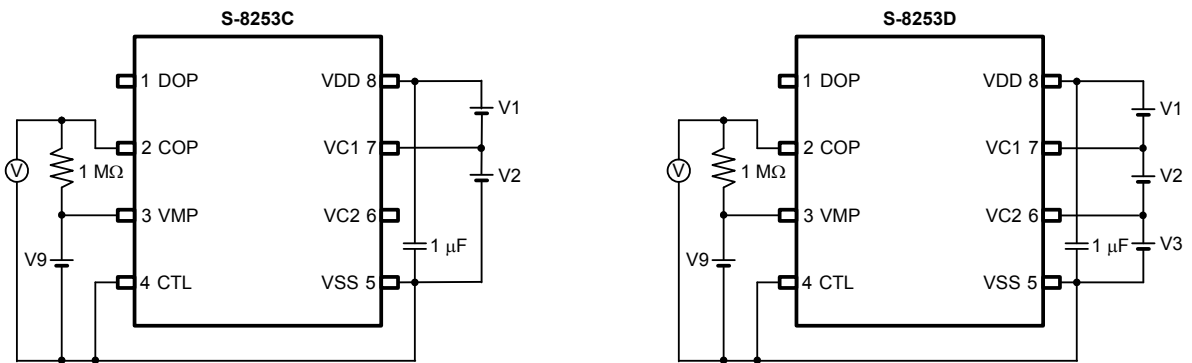 S-8253C
1 DOP
VDD 8
V1
2 COP
VC1 7
V
1 MΩ
V2
3 VMP
VC2 6
1 μF
V9
4 CTL
VSS 5
S-8253D
1 DOP
VDD 8
V1
2 COP
VC1 7
V
1 MΩ
V2
3 VMP
VC2 6
1 μF
V3
V9
4 CTL
VSS 5